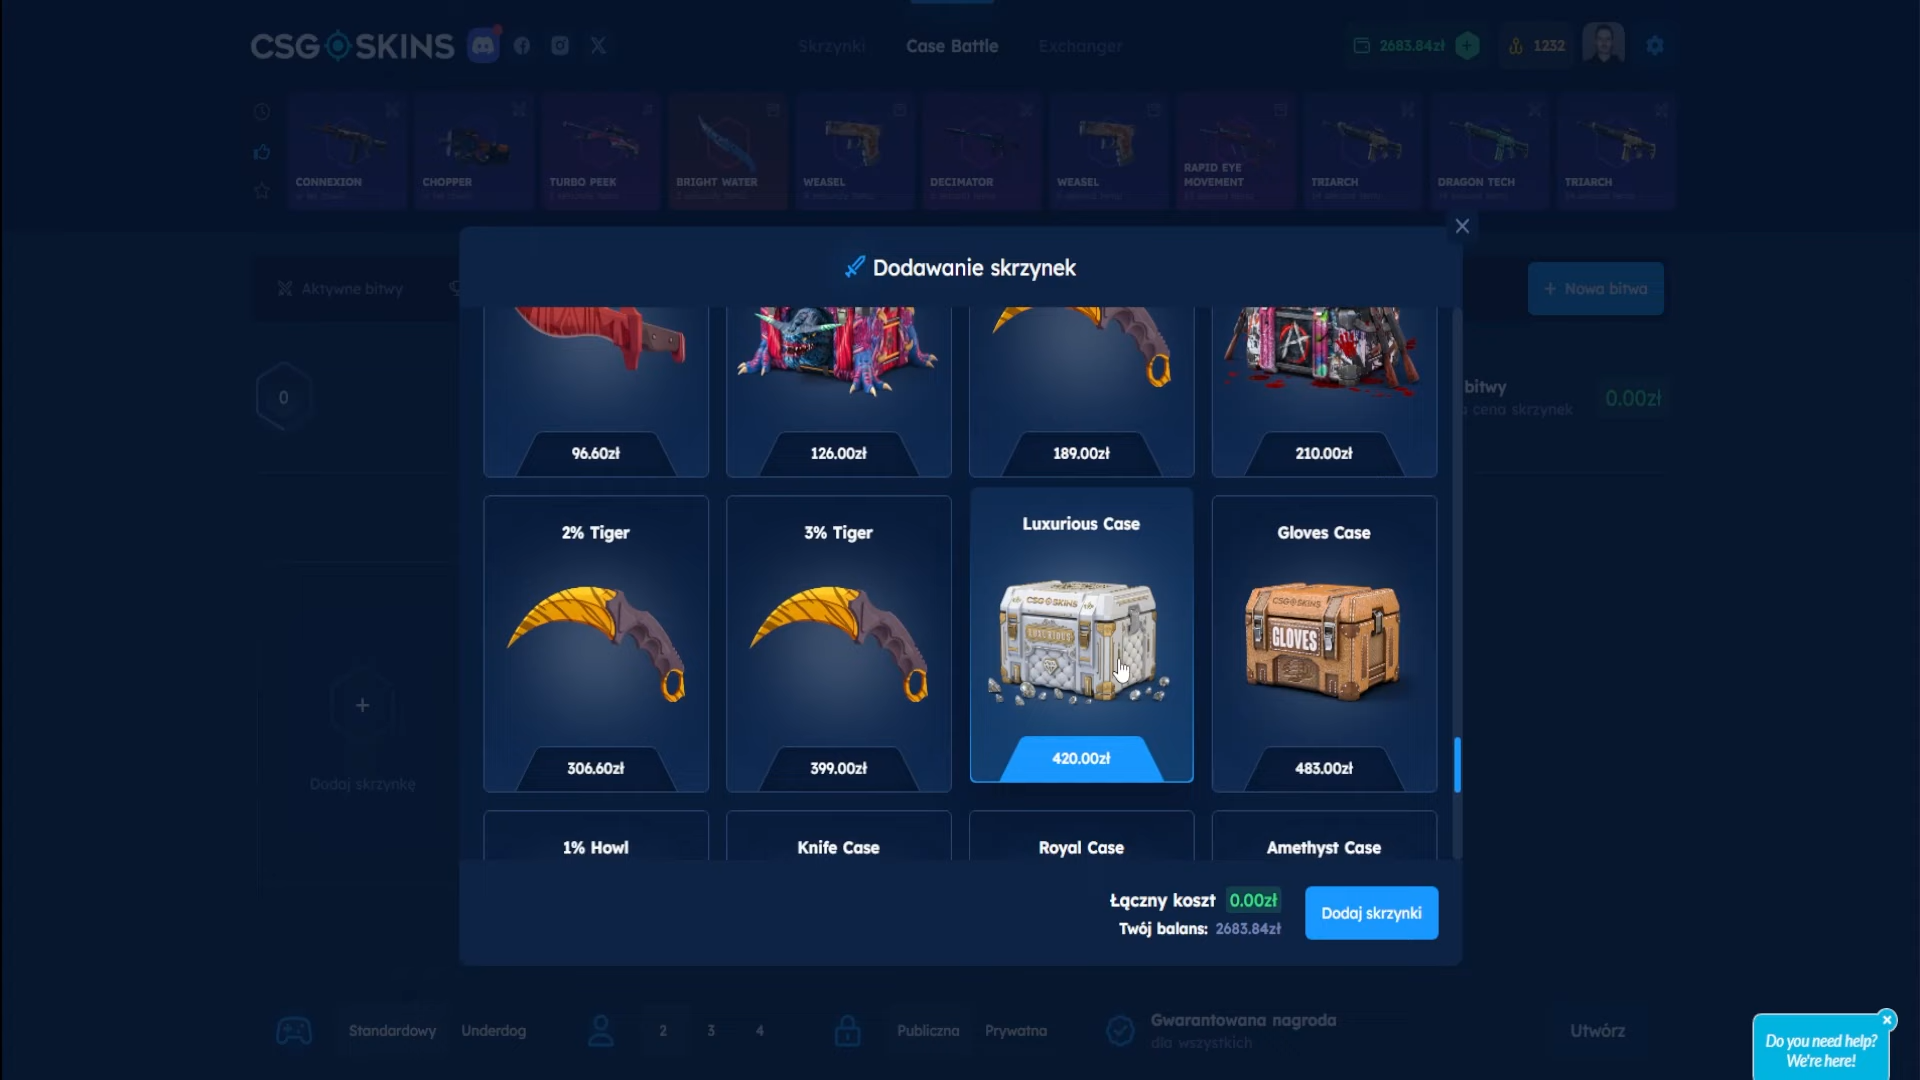 CSG SKINS
Skrzynki
Case Battle
Exchanger
2683.84zł
1232
CONNEXION
CHOPPER
TURBO PEEK
BRIGHT WATER
WEASEL
DECIMATOR
WEASEL
RAPID EYE
MOVEMENT
TRIARCH
DRAGON TECH
TRIARCH
Dodawanie skrzynek
Aktywne bitwy
+ Nowa bitwa
0
bitwy
cena skrzynek
0.00zł
96.60zł
126.00zł
189.00zł
210.00zł
2% Tiger
3% Tiger
Luxurious Case
Gloves Case
CSG SKINS
LUXURIOUS
CSG SKINS
GLOVES
306.60zł
399.00zł
420.00zł
483.00zł
Dodaj skrzynkę
1% Howl
Knife Case
Royal Case
Amethyst Case
Łączny koszt 0.00zł
Twój balans: 2683.84zł
Dodaj skrzynki
Standardowy
Underdog
2
3
4
Publiczna
Prywatna
Gwarantowana nagroda
dla wszystkich
Utwórz
Do you need help?
We're here!